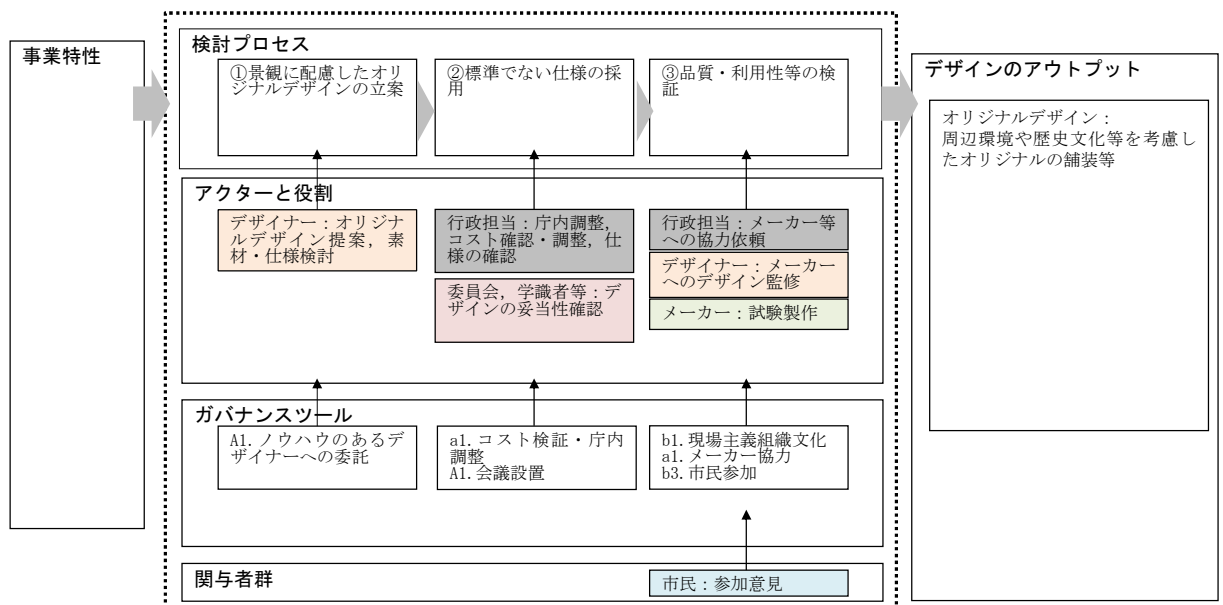 事業特性
検討プロセス
①景観に配慮したオリ
ジナルデザインの立案
②標準でない仕様の採
用
③品質・利用性等の検
証
アクターと役割
デザイナー：オリジナ
ルデザイン提案，素
材・仕様検討
行政担当：庁内調整，
コスト確認・調整，仕
様の確認
委員会，学識者等：デ
ザインの妥当性確認
行政担当：メーカー等
への協力依頼
デザイナー：メーカー
へのデザイン監修
メーカー：試験製作
ガバナンスツール
A1.ノウハウのあるデ
ザイナーへの委託
a1.コスト検証・庁内
調整
A1.会議設置
b1.現場主義組織文化
a1.メーカー協力
b3.市民参加
関与者群
市民：参加意見
デザインのアウトプット
オリジナルデザイン：
周辺環境や歴史文化等を考慮し
たオリジナルの舗装等